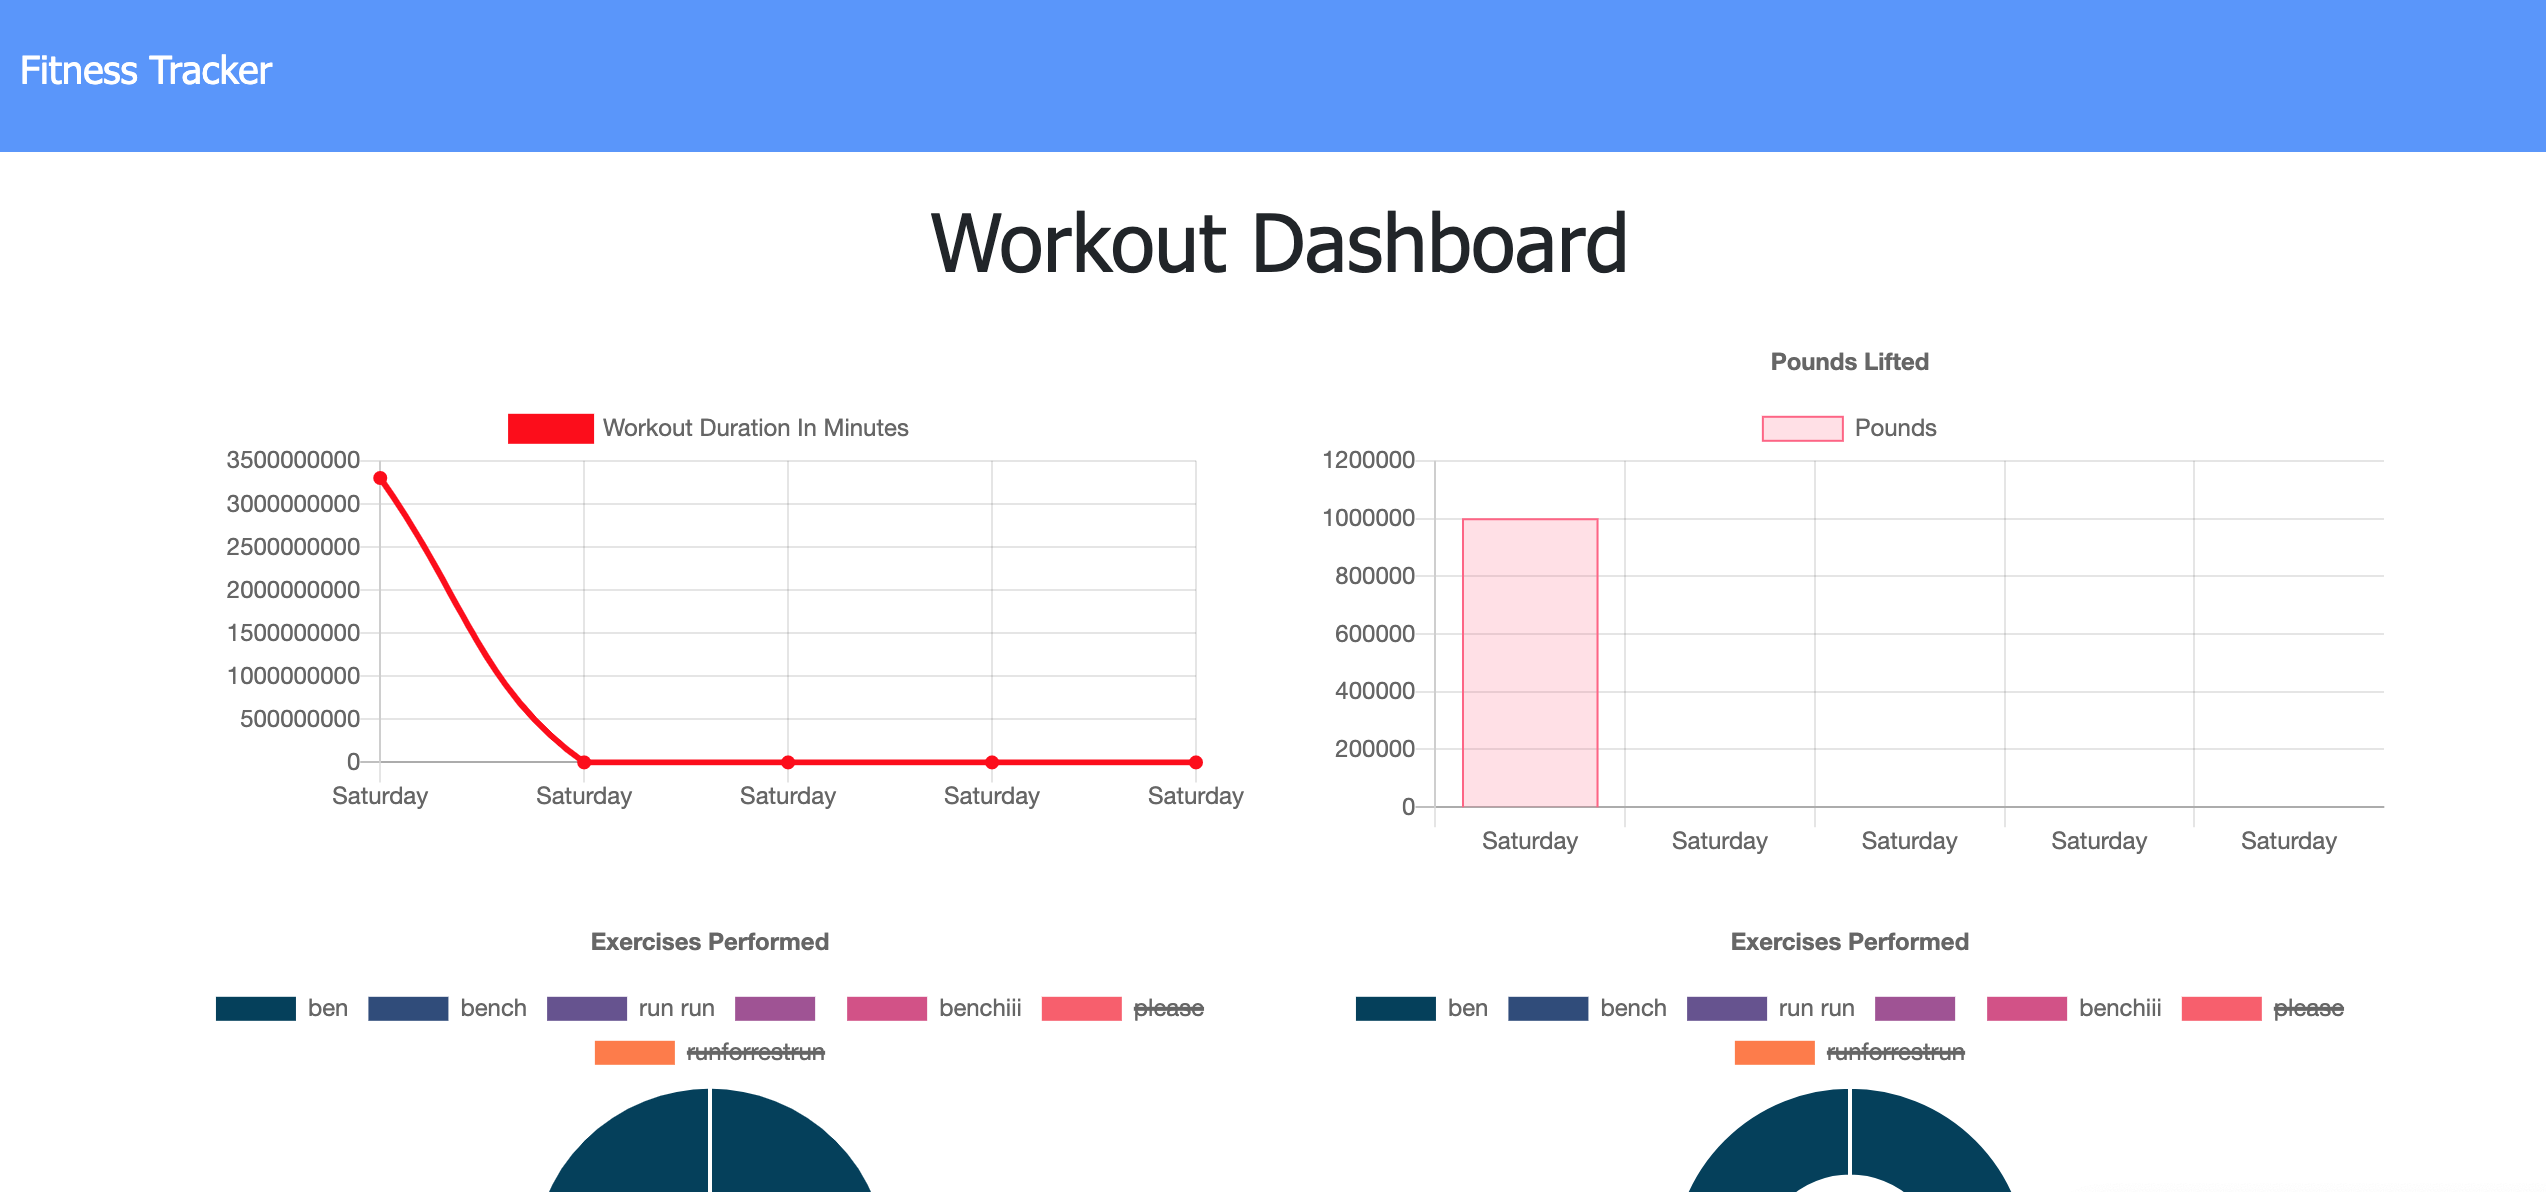 Fitness Tracker
Workout Dashboard
Workout Duration In Minutes
3500000000
3000000000
2500000000
2000000000
1500000000
1000000000
500000000
0
Saturday Saturday Saturday Saturday Saturday
Pounds Lifted
Pounds
1200000
1000000
800000
600000
400000
200000
0
Saturday Saturday Saturday Saturday Saturday
Exercises Performed
ben bench run run benchiii please
runforrestrun
Exercises Performed
ben bench run run benchiii please
runforrestrun